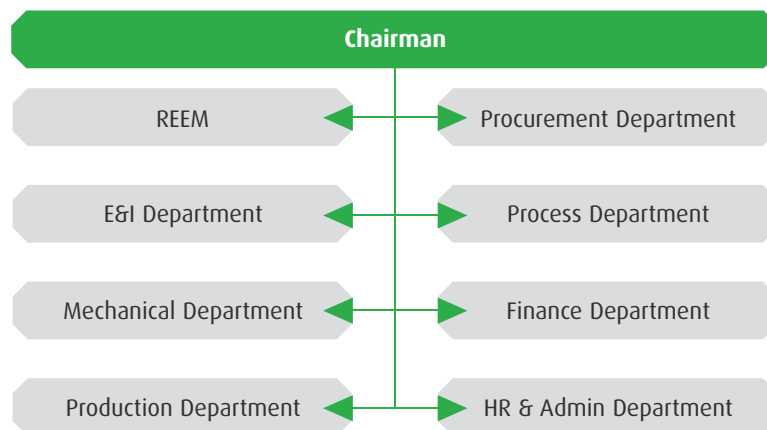 Chairman
REEM
Procurement Department
E&I Department
Process Department
Mechanical Department
Finance Department
Production Department
HR & Admin Department